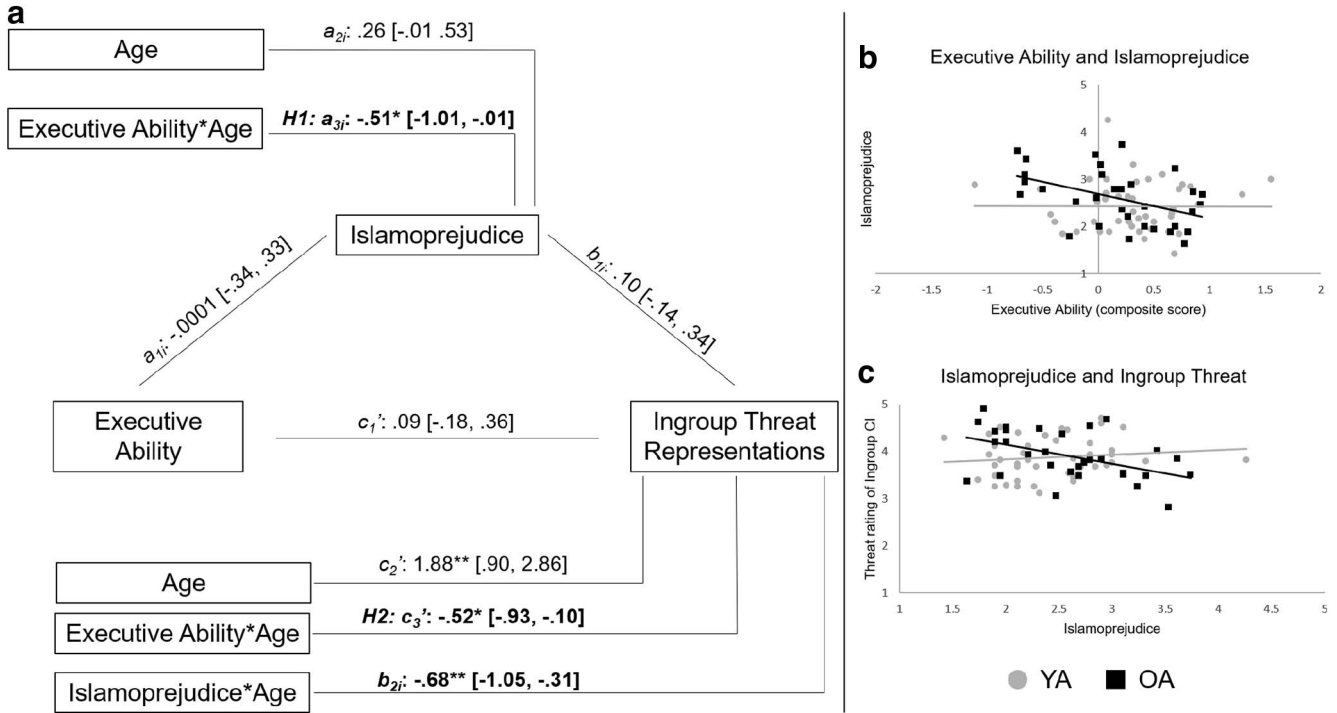 a
Age
a2i: .26 [-.01 .53]
Executive Ability*Age
H1: a3i: -.51* [-1.01, -.01]
Islamoprejudice
a1i: -.0001 [-.34, .33]
b1i: .10 [-.14, .34]
Executive
Ability
c1’: .09 [-.18, .36]
Ingroup Threat
Representations
Age
c2’: 1.88** [.90, 2.86]
Executive Ability*Age
H2: c3’: -.52* [-.93, -.10]
Islamoprejudice*Age
b2i: -.68** [-1.05, -.31]
b
Executive Ability and Islamoprejudice
Islamoprejudice
5
4
3
2
1
-2 -1.5 -1 -0.5 0 0.5 1 1.5 2
Executive Ability (composite score)
c
Islamoprejudice and Ingroup Threat
Threat rating of Ingroup CI
5
4
3
2
1
1 1.5 2 2.5 3 3.5 4 4.5 5
Islamoprejudice
YA OA